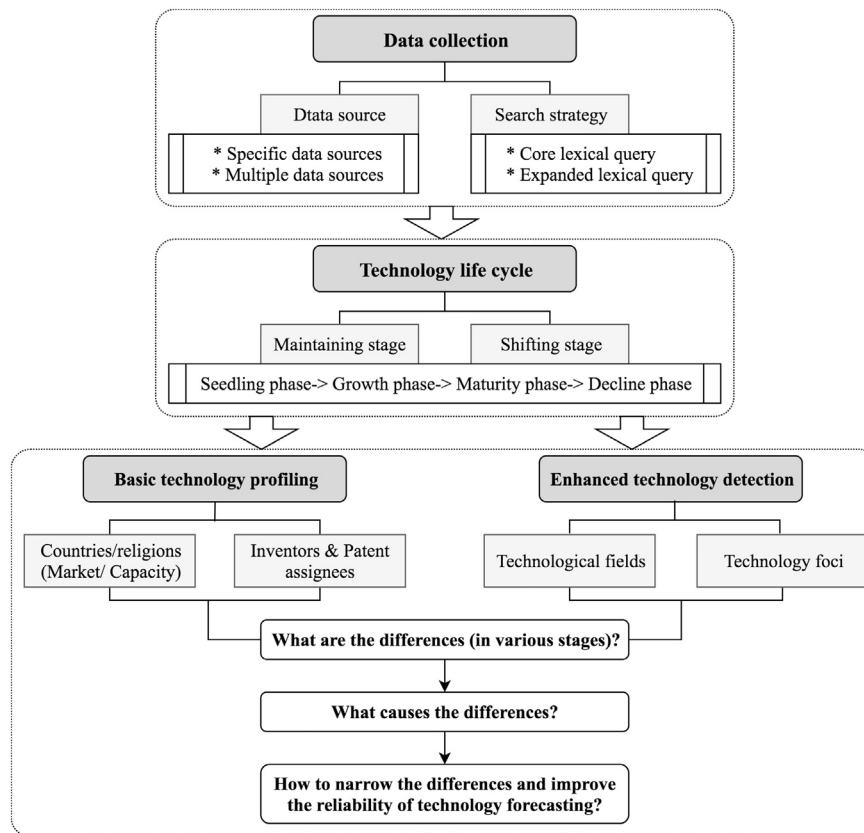 Data collection
Dtata source
Search strategy
* Specific data sources
* Multiple data sources
* Core lexical query
* Expanded lexical query
Technology life cycle
Maintaining stage
Shifting stage
Seedling phase-> Growth phase-> Maturity phase-> Decline phase
Basic technology profiling
Enhanced technology detection
Countries/religions
(Market/ Capacity)
Inventors & Patent
assignees
Technological fields
Technology foci
What are the differences (in various stages)?
What causes the differences?
How to narrow the differences and improve
the reliability of technology forecasting?